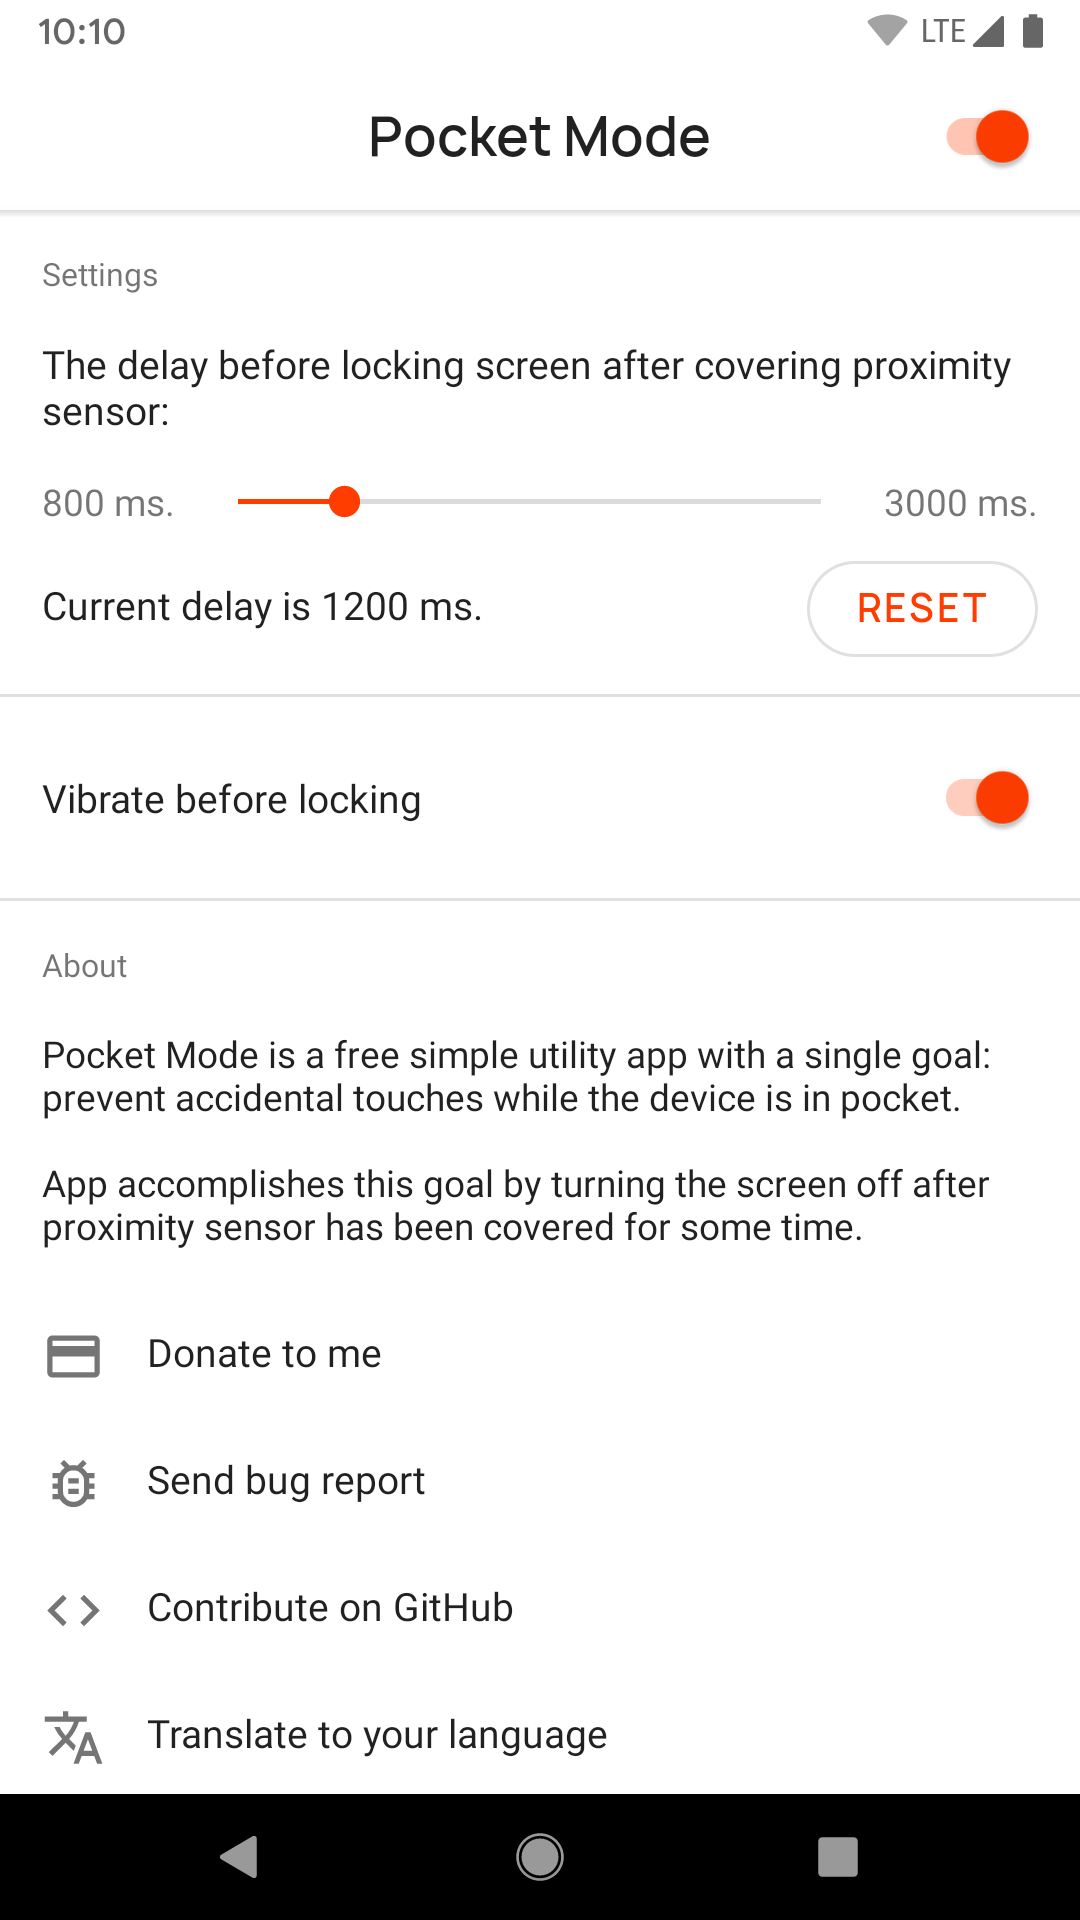 10:10
LTE
Pocket Mode
Settings
The delay before locking screen after covering proximity
sensor:
800 ms.
3000 ms.
Current delay is 1200 ms.
RESET
Vibrate before locking
About
Pocket Mode is a free simple utility app with a single goal:
prevent accidental touches while the device is in pocket.
App accomplishes this goal by turning the screen off after
proximity sensor has been covered for some time.
Donate to me
Send bug report
Contribute on GitHub
Translate to your language